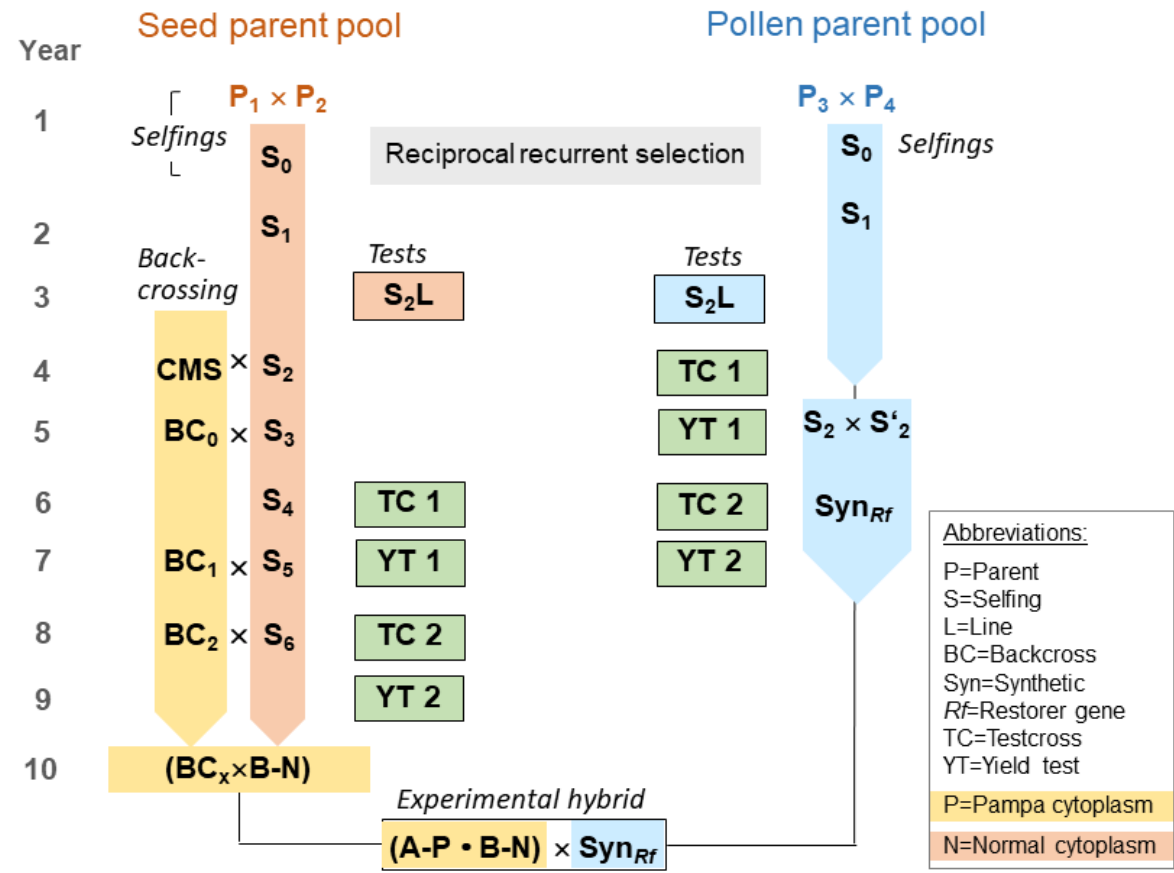 Seed parent pool
Pollen parent pool
Year
P₁ × P₂
P₃ × P₄
1
Selfings
S₀
Reciprocal recurrent selection
S₀
Selfings
2
S₁
S₁
Back-
crossing
Tests
Tests
3
S₂L
S₂L
4
CMS × S₂
TC 1
5
BC₀ × S₃
YT 1
S₂ × S‘₂
6
S₄
TC 1
TC 2
Syn_Rf
7
BC₁ × S₅
YT 1
YT 2
8
BC₂ × S₆
TC 2
9
YT 2
10
(BCₓ×B-N)
Experimental hybrid
(A-P • B-N) × Syn_Rf
Abbreviations:
P=Parent
S=Selfing
L=Line
BC=Backcross
Syn=Synthetic
Rf=Restorer gene
TC=Testcross
YT=Yield test
P=Pampa cytoplasm
N=Normal cytoplasm